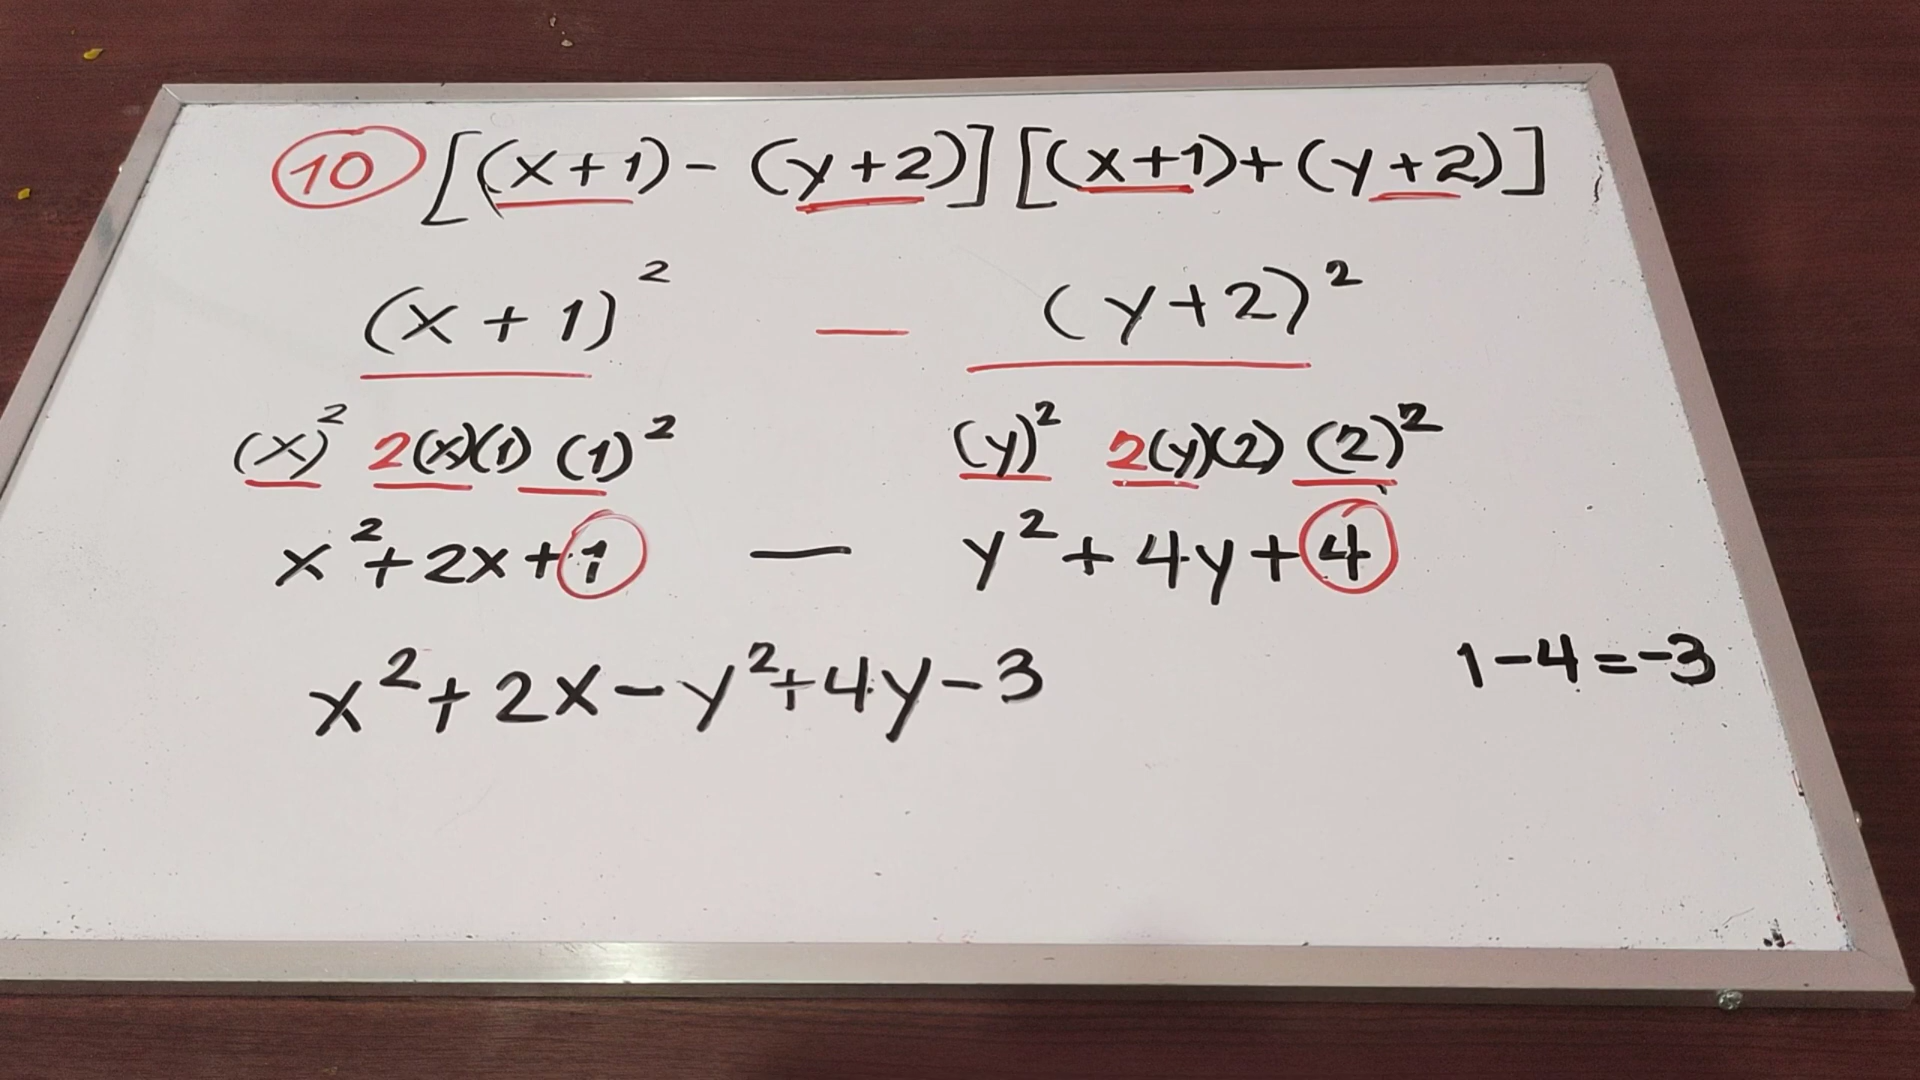 10 [(x+1) - (y+2)] [(x+1)+(y+2)]
(x+1)² — (y+2)²
(x)² 2(x)(1) (1)² (y)² 2(y)(2) (2)²
x²+2x+1 — y²+4y+4
1-4=-3
x²+2x-y²+4y-3